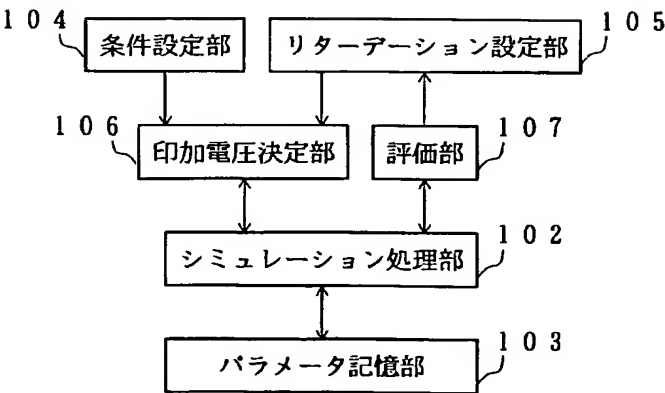 104
条件設定部
リターデーション設定部
105
106
印加電圧決定部
評価部
107
シミュレーション処理部
102
パラメータ記憶部
103